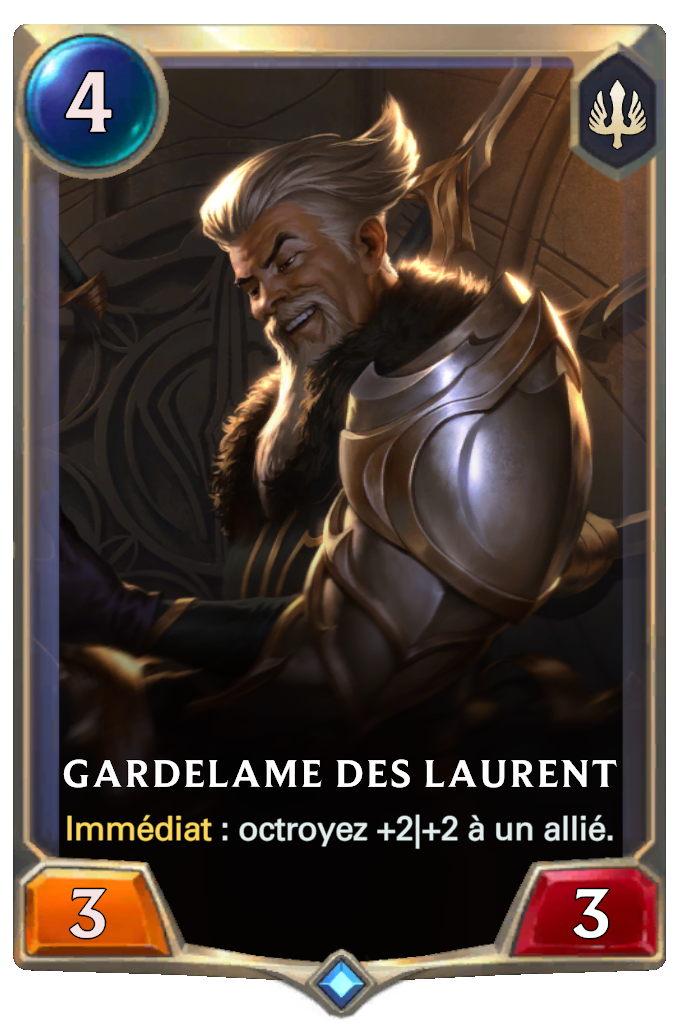 4
GARDELAME DES LAURENT
Immédiat : octroyez +2|+2 à un allié.
3 3